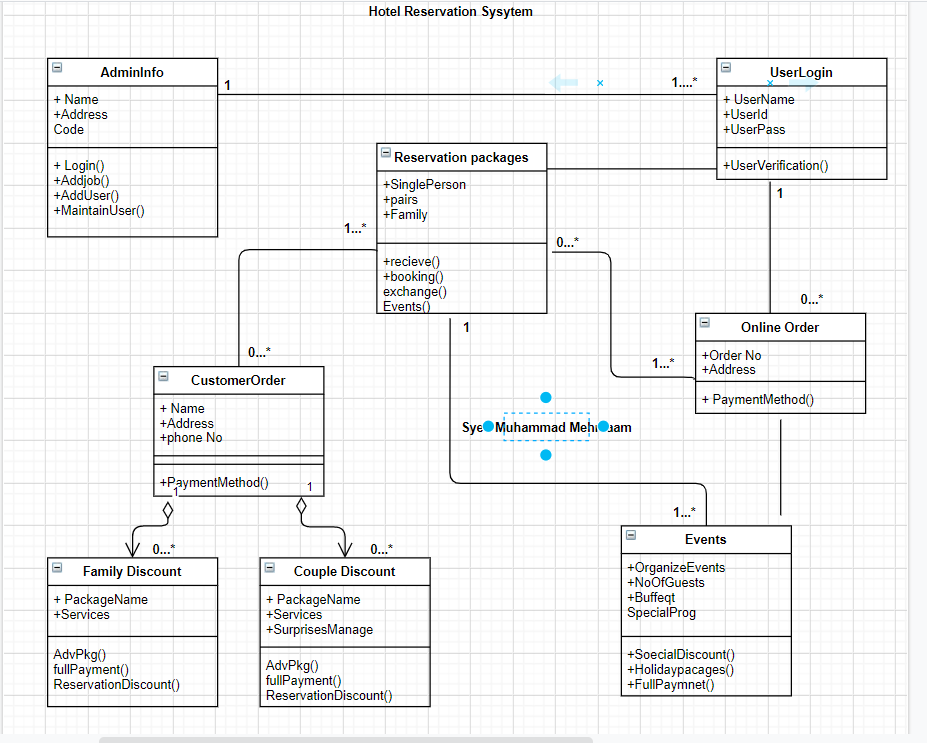 Hotel Reservation Sysytem
AdminInfo
+ Name
+Address
Code
+ Login()
+Addjob()
+AddUser()
+MaintainUser()
1
1....*
UserLogin
+ UserName
+UserId
+UserPass
+UserVerification()
1
Reservation packages
+SinglePerson
+pairs
+Family
+recieve()
+booking()
exchange()
Events()
1...*
0...*
1
0...*
0...*
1...*
Online Order
+Order No
+Address
+ PaymentMethod()
CustomerOrder
+ Name
+Address
+phone No
+PaymentMethod()
1
1
Muhammad
0...*
0...*
1...*
Family Discount
+ PackageName
+Services
AdvPkg()
fullPayment()
ReservationDiscount()
Couple Discount
+ PackageName
+Services
+SurprisesManage
AdvPkg()
fullPayment()
ReservationDiscount()
Events
+OrganizeEvents
+NoOfGuests
+Buffeqt
SpecialProg
+SoecialDiscount()
+Holidaypacages()
+FullPaymnet()